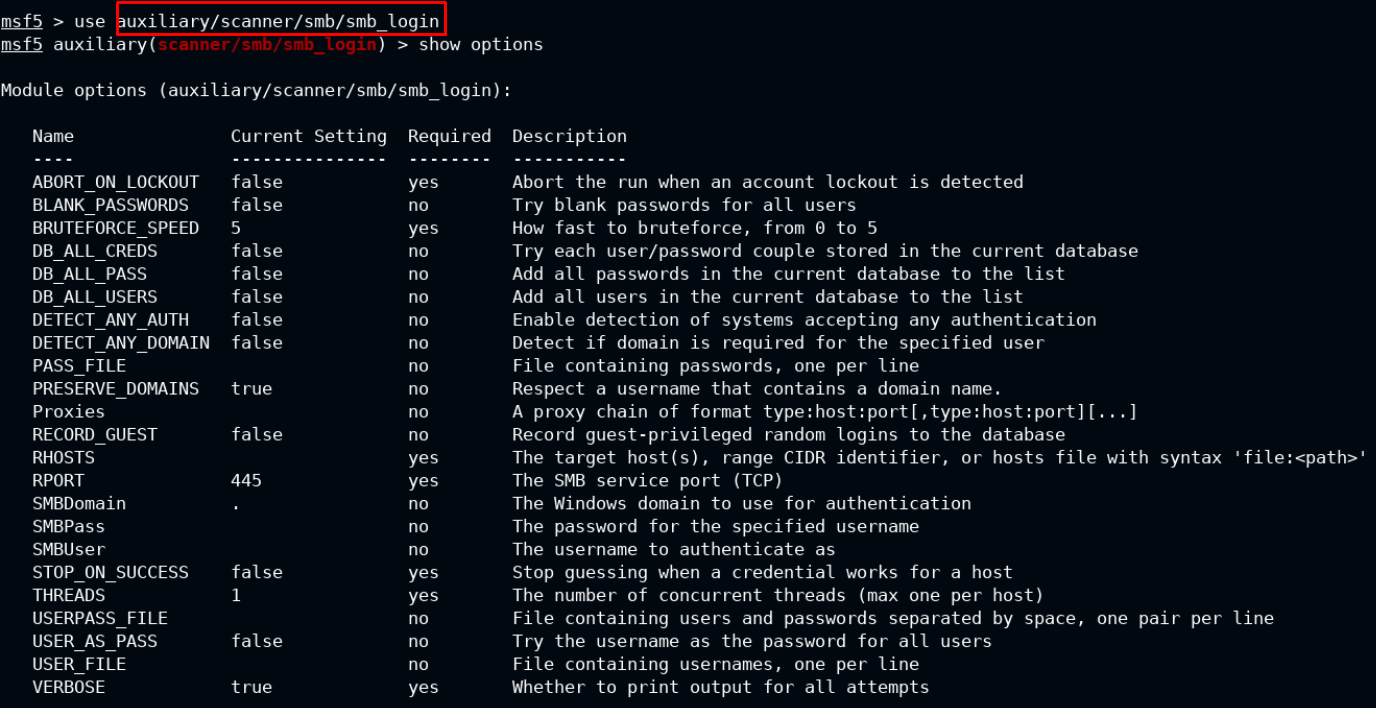 msf5 > use auxiliary/scanner/smb/smb_login
msf5 auxiliary(scanner/smb/smb_login) > show options
Module options (auxiliary/scanner/smb/smb_login):
Name Current Setting Required Description
---- --------------- -------- -----------
ABORT_ON_LOCKOUT false yes Abort the run when an account lockout is detected
BLANK_PASSWORDS false no Try blank passwords for all users
BRUTEFORCE_SPEED 5 yes How fast to bruteforce, from 0 to 5
DB_ALL_CREDS false no Try each user/password couple stored in the current database
DB_ALL_PASS false no Add all passwords in the current database to the list
DB_ALL_USERS false no Add all users in the current database to the list
DETECT_ANY_AUTH false no Enable detection of systems accepting any authentication
DETECT_ANY_DOMAIN false no Detect if domain is required for the specified user
PASS_FILE no File containing passwords, one per line
PRESERVE_DOMAINS true no Respect a username that contains a domain name.
Proxies no A proxy chain of format type:host:port[,type:host:port][...]
RECORD_GUEST false no Record guest-privileged random logins to the database
RHOSTS yes The target host(s), range CIDR identifier, or hosts file with syntax 'file:<path>'
RPORT 445 yes The SMB service port (TCP)
SMBDomain . no The Windows domain to use for authentication
SMBPass no The password for the specified username
SMBUser no The username to authenticate as
STOP_ON_SUCCESS false yes Stop guessing when a credential works for a host
THREADS 1 yes The number of concurrent threads (max one per host)
USERPASS_FILE no File containing users and passwords separated by space, one pair per line
USER_AS_PASS false no Try the username as the password for all users
USER_FILE no File containing usernames, one per line
VERBOSE true yes Whether to print output for all attempts